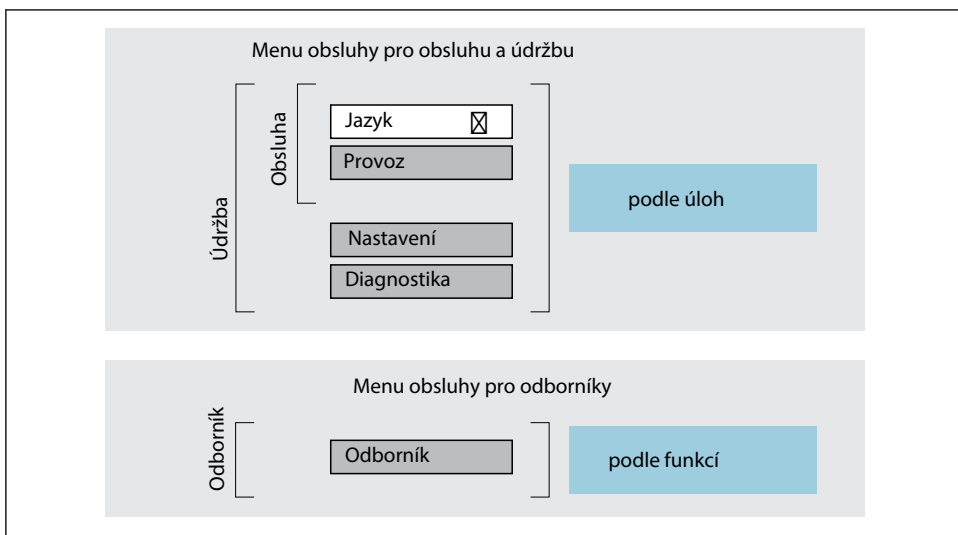 Menu obsluhy pro obsluhu a údržbu
Údržba
Obsluha
Jazyk
Provoz
Nastavení
Diagnostika
podle úloh
Menu obsluhy pro odborníky
Odborník
Odborník
podle funkcí